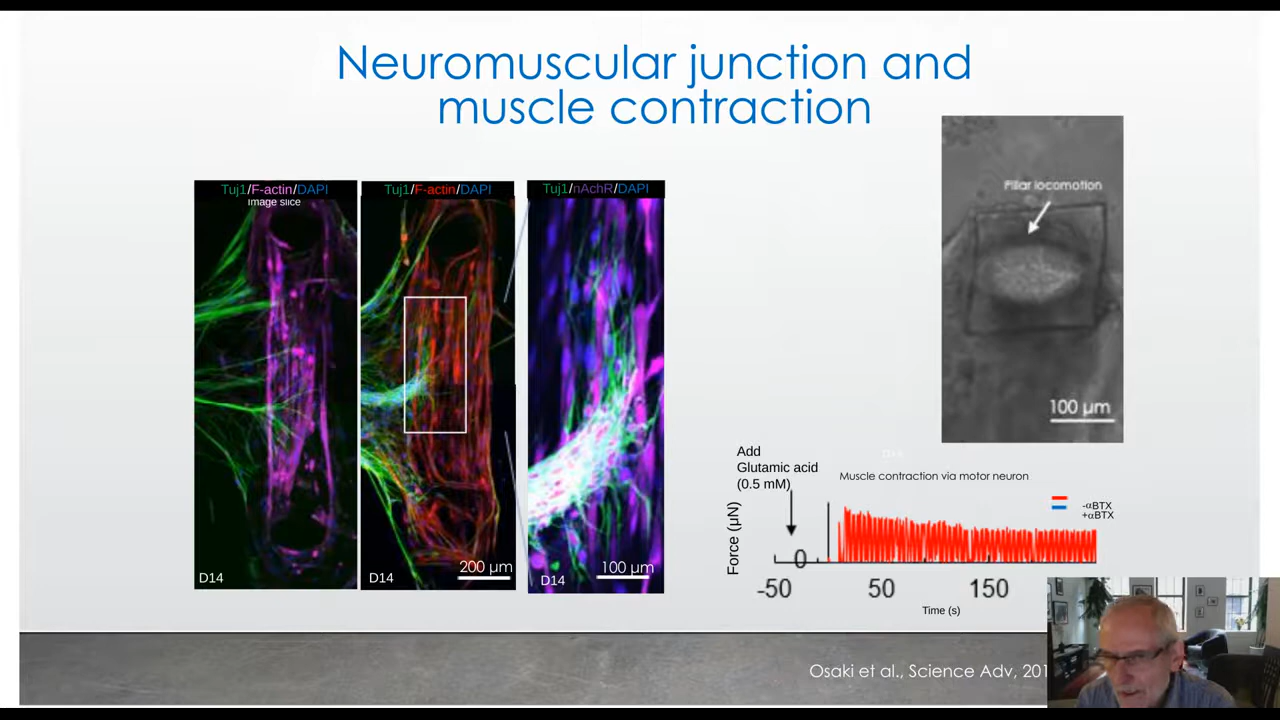 Neuromuscular junction and
muscle contraction
Tuj1/F-actin/DAPI
Image slice
D14
Tuj1/F-actin/DAPI
D14
200 µm
Tuj1/nAchR/DAPI
D14
100 µm
Pillar locomotion
100 µm
Add
Glutamic acid
(0.5 mM)
Muscle contraction via motor neuron
-αBTX
+αBTX
Force (µN)
0
-50
50
150
Time (s)
Osaki et al., Science Adv, 201